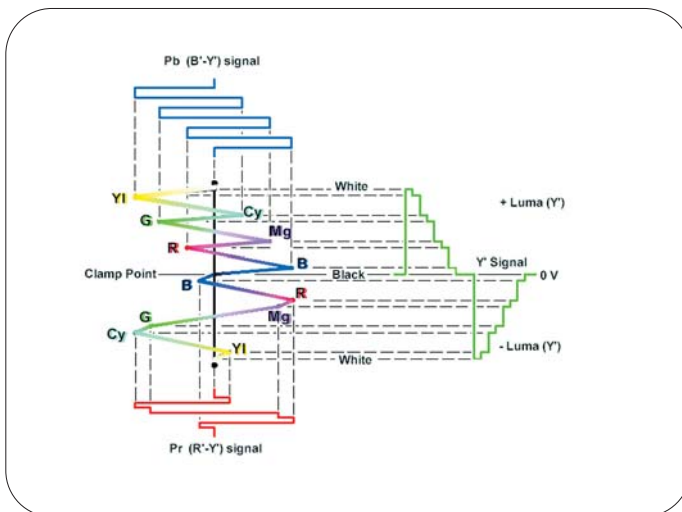 Pb (B'-Y') signal
White
Yl
+ Luma (Y')
Cy
G
Mg
R
Y' Signal
B
Clamp Point
Black
0 V
B
R
Mg
G
Cy
Yl
- Luma (Y')
White
Pr (R'-Y') signal